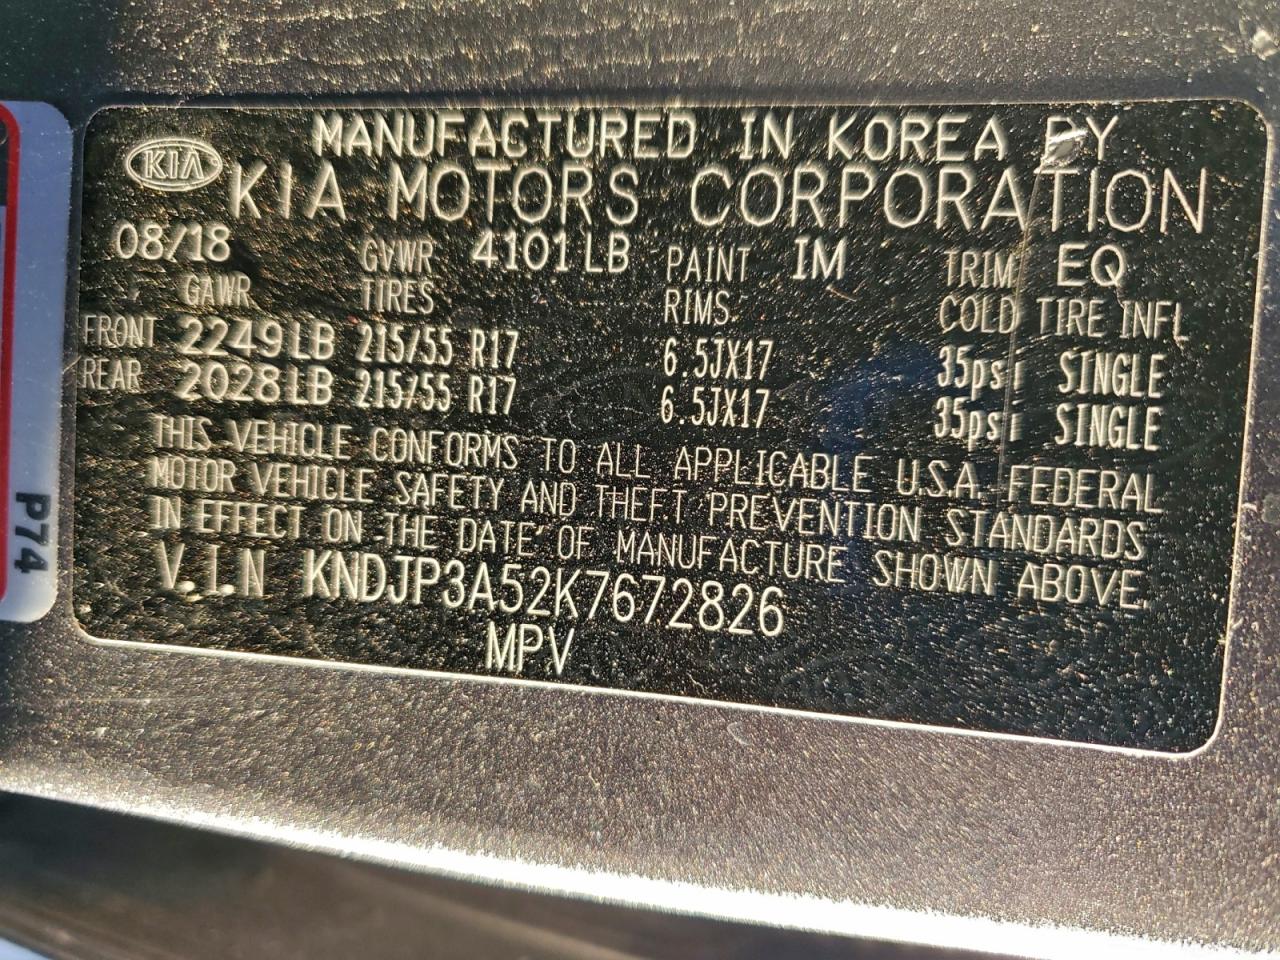 MANUFACTURED IN KOREA BY
KIA KIA MOTORS CORPORATION
08/18 GVWR 4101LB PAINT IM TRIM EQ
GAWR TIRES RIMS COLD TIRE INFL
FRONT 2249LB 215/55 R17 6.5JX17 35psi SINGLE
REAR 2028LB 215/55 R17 6.5JX17 35psi SINGLE
THIS VEHICLE CONFORMS TO ALL APPLICABLE U.S.A. FEDERAL
MOTOR VEHICLE SAFETY AND THEFT PREVENTION STANDARDS
IN EFFECT ON THE DATE OF MANUFACTURE SHOWN ABOVE.
V.I.N KNDJP3A52K7672826
MPV
P74